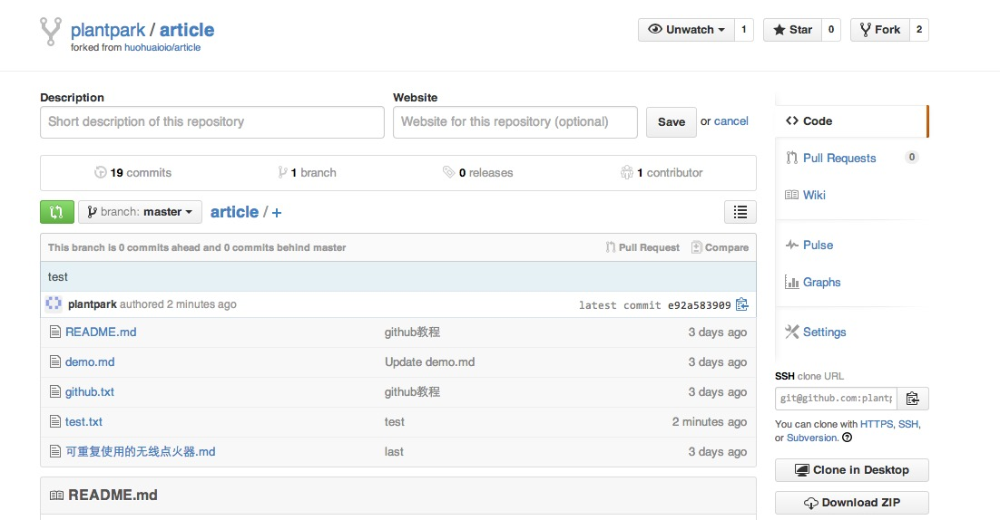 plantpark / article
forked from huohuaioio/article
Unwatch 1 Star 0 Fork 2
Description Website
Short description of this repository Website for this repository (optional) Save or cancel
19 commits 1 branch 0 releases 1 contributor
branch: master article / +
This branch is 0 commits ahead and 0 commits behind master Pull Request Compare
test
plantpark authored 2 minutes ago latest commit e92a583909
README.md github教程 3 days ago
demo.md Update demo.md 3 days ago
github.txt github教程 3 days ago
test.txt test 2 minutes ago
可重复使用的无线点火器.md last 3 days ago
README.md
Code
Pull Requests 0
Wiki
Pulse
Graphs
Settings
SSH clone URL
git@github.com:plantp
You can clone with HTTPS, SSH,
or Subversion.
Clone in Desktop
Download ZIP